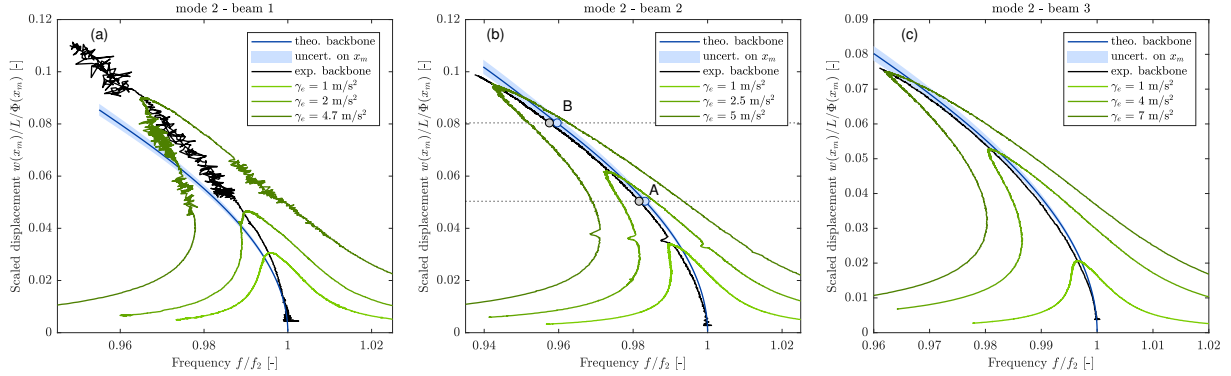 mode 2 - beam 1
(a)
theo. backbone
uncert. on x_m
exp. backbone
γ_e = 1 m/s²
γ_e = 2 m/s²
γ_e = 4.7 m/s²
Scaled displacement w(x_m)/L/Φ(x_m) [-]
0.12
0.1
0.08
0.06
0.04
0.02
0
0.96 0.98 1 1.02
Frequency f/f_2 [-]
mode 2 - beam 2
(b)
theo. backbone
uncert. on x_m
exp. backbone
γ_e = 1 m/s²
γ_e = 2.5 m/s²
γ_e = 5 m/s²
B
A
Scaled displacement w(x_m)/L/Φ(x_m) [-]
0.12
0.1
0.08
0.06
0.04
0.02
0
0.94 0.96 0.98 1 1.02
Frequency f/f_2 [-]
mode 2 - beam 3
(c)
theo. backbone
uncert. on x_m
exp. backbone
γ_e = 1 m/s²
γ_e = 4 m/s²
γ_e = 7 m/s²
Scaled displacement w(x_m)/L/Φ(x_m) [-]
0.09
0.08
0.07
0.06
0.05
0.04
0.03
0.02
0.01
0
0.96 0.97 0.98 0.99 1 1.01 1.02
Frequency f/f_2 [-]